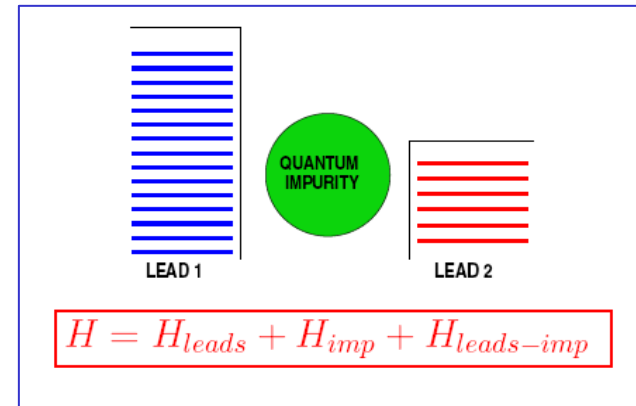 QUANTUM
IMPURITY
LEAD 1
LEAD 2
H = H_{leads} + H_{imp} + H_{leads-imp}